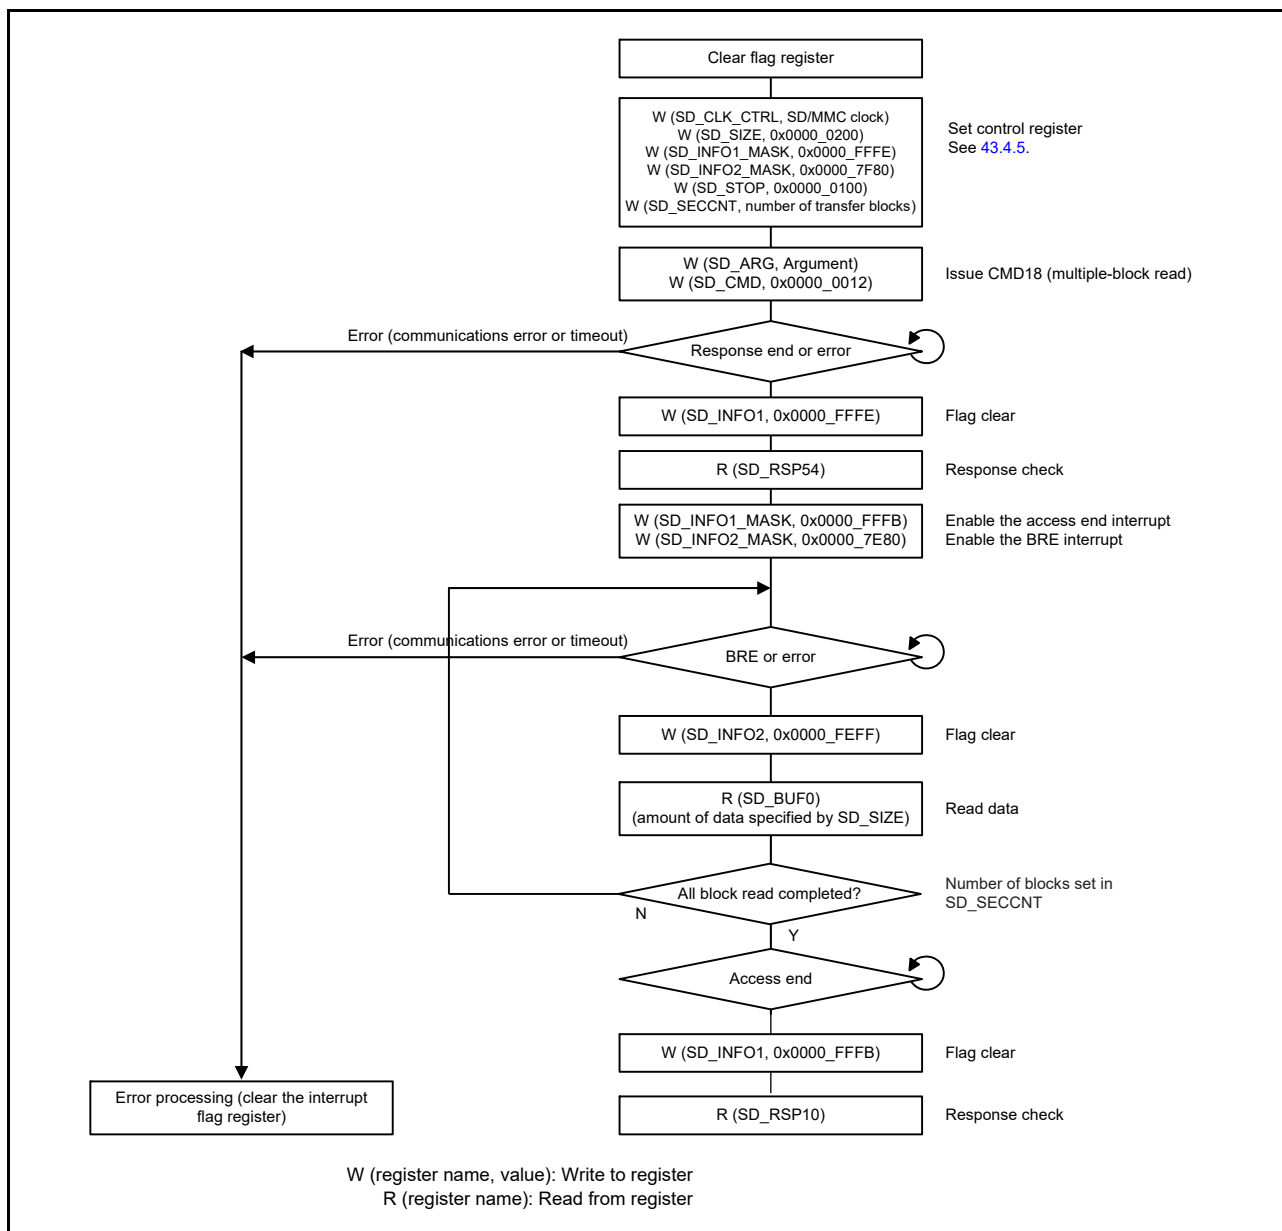 Clear flag register
W (SD_CLK_CTRL, SD/MMC clock)
W (SD_SIZE, 0x0000_0200)
W (SD_INFO1_MASK, 0x0000_FFFE)
W (SD_INFO2_MASK, 0x0000_7F80)
W (SD_STOP, 0x0000_0100)
W (SD_SECCNT, number of transfer blocks)
Set control register
See 43.4.5.
W (SD_ARG, Argument)
W (SD_CMD, 0x0000_0012)
Issue CMD18 (multiple-block read)
Error (communications error or timeout)
Response end or error
W (SD_INFO1, 0x0000_FFFE)
Flag clear
R (SD_RSP54)
Response check
W (SD_INFO1_MASK, 0x0000_FFFB)
W (SD_INFO2_MASK, 0x0000_7E80)
Enable the access end interrupt
Enable the BRE interrupt
Error (communications error or timeout)
BRE or error
W (SD_INFO2, 0x0000_FEFF)
Flag clear
R (SD_BUF0)
(amount of data specified by SD_SIZE)
Read data
All block read completed?
Number of blocks set in
SD_SECCNT
N
Y
Access end
W (SD_INFO1, 0x0000_FFFB)
Flag clear
Error processing (clear the interrupt
flag register)
R (SD_RSP10)
Response check
W (register name, value): Write to register
R (register name): Read from register